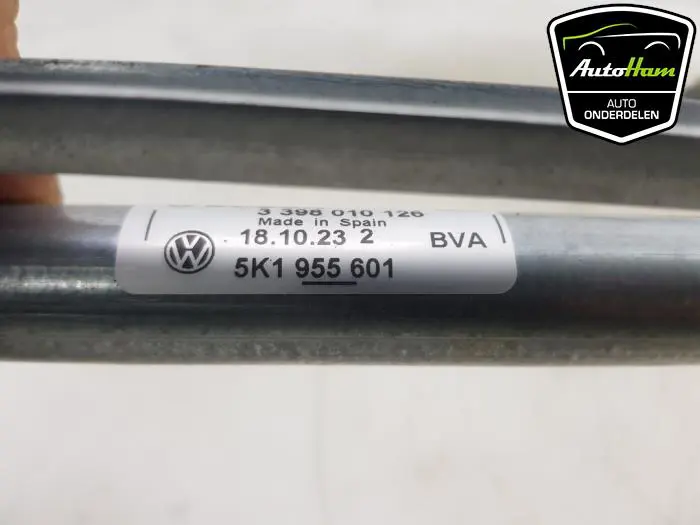 AutoHam
AUTO
ONDERDELEN
3 398 010 126
Made in Spain
18.10.23 2 BVA
5K1 955 601